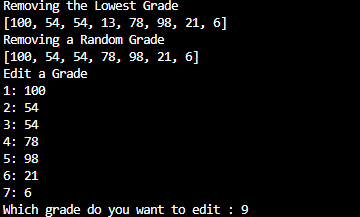 Removing the Lowest Grade
[100, 54, 54, 13, 78, 98, 21, 6]
Removing a Random Grade
[100, 54, 54, 78, 98, 21, 6]
Edit a Grade
1: 100
2: 54
3: 54
4: 78
5: 98
6: 21
7: 6
Which grade do you want to edit : 9